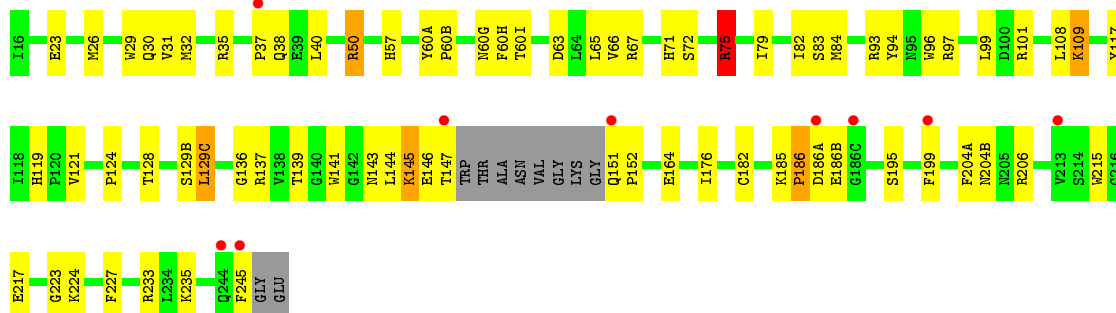 I16 E23 M26 W29 Q30 V31 M32 R35 P37 Q38 E39 L40 R50 H57 Y60A P60B N60G F60H T60I D63 L64 L65 V66 R67 H71 S72 R75 I79 I82 S83 M84 R93 Y94 N95 W96 R97 L99 D100 R101 L108 K109
I118 H119 P120 V121 P124 T128 S129B L129C G136 R137 V138 T139 G140 W141 G142 N143 L144 K145 E146 T147 TRP THR ALA ASN VAL GLY LYS GLY Q151 P152 E164 I176 C182 K185 P186 D186A E186B G186C S195 F199 F204A N204B N205 R206 V213 S214 W215
E217 G223 K224 F227 R233 L234 K235 Q244 F245 GLY GLU